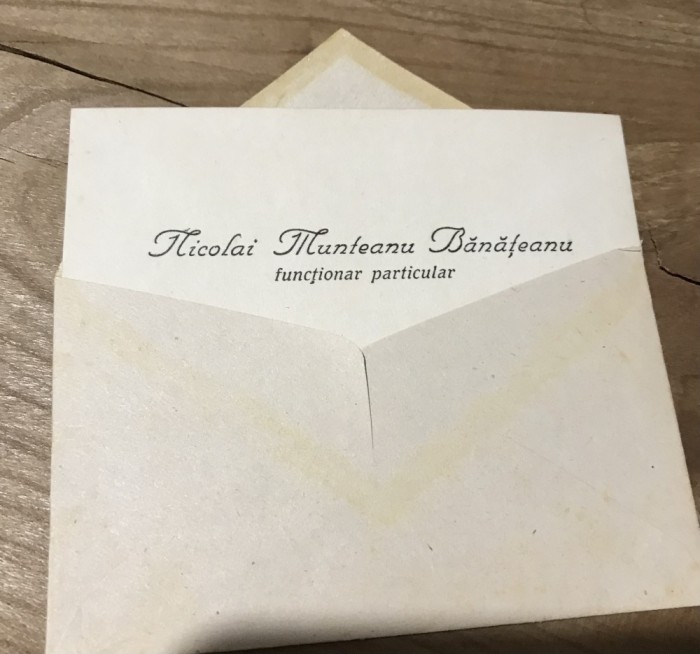 Nicolai Munteanu Bănățeanu
funcționar particular